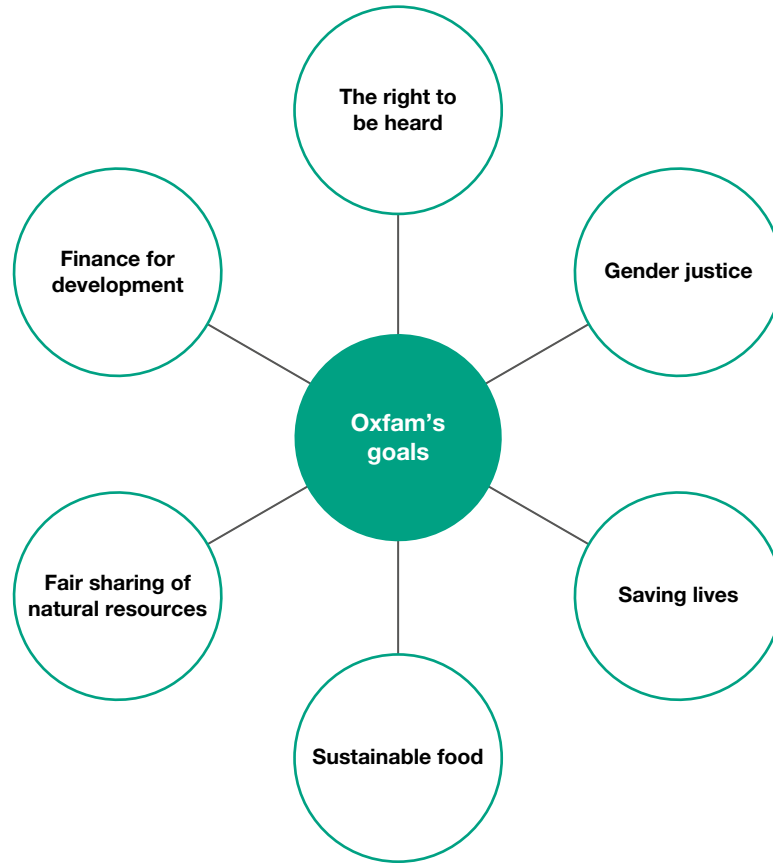 The right to
be heard
Finance for
development
Gender justice
Oxfam's
goals
Fair sharing of
natural resources
Saving lives
Sustainable food